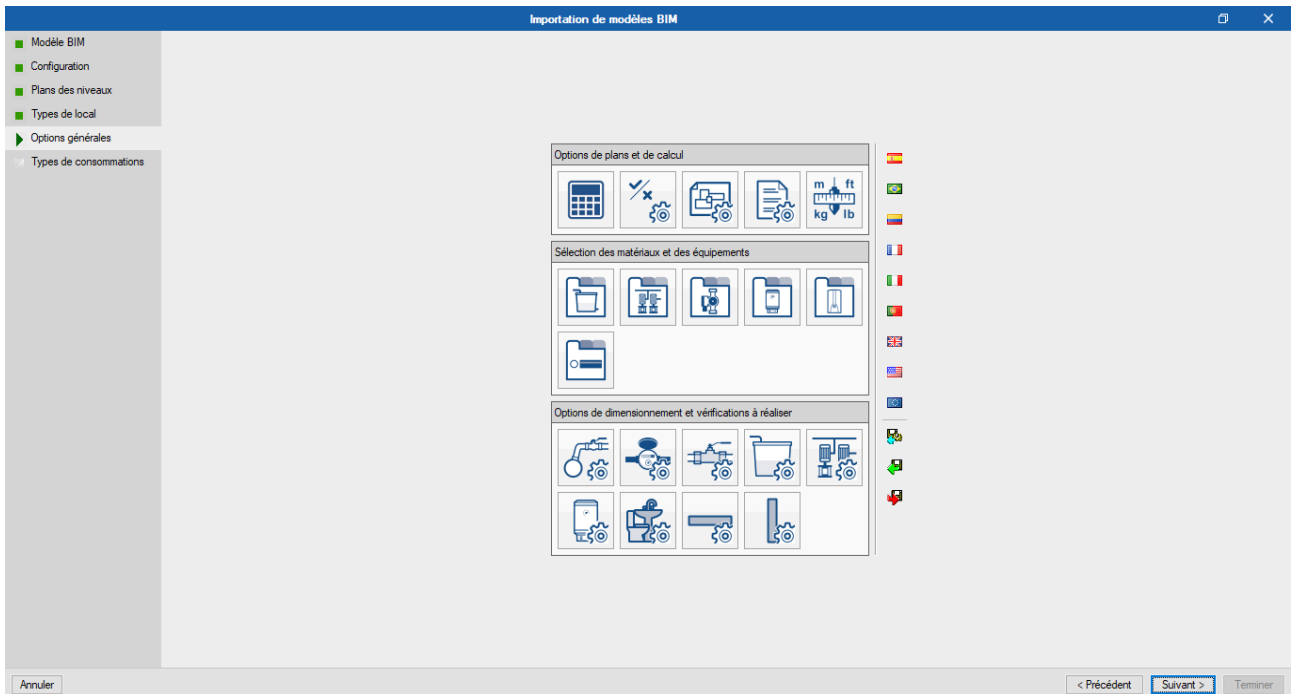 Importation de modèles BIM
Modèle BIM
Configuration
Plans des niveaux
Types de local
Options générales
Types de consommations
Options de plans et de calcul
m ft
kg lb
Sélection des matériaux et des équipements
Options de dimensionnement et vérifications à réaliser
Annuler
< Précédent
Suivant >
Terminer